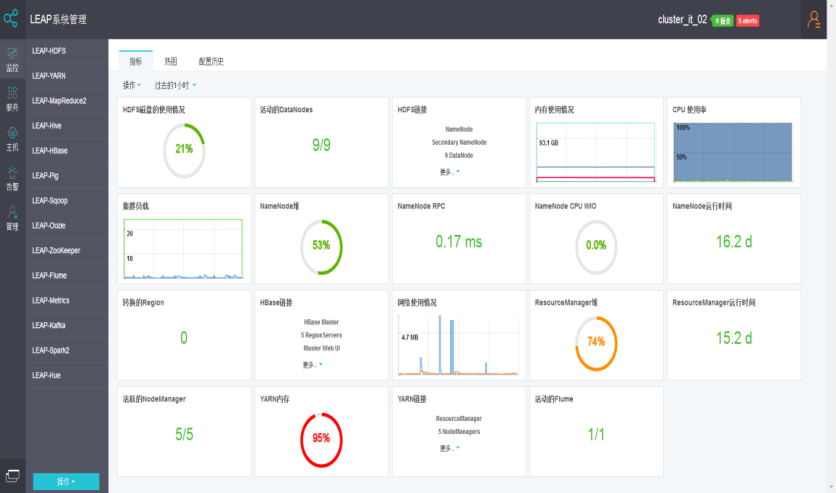 LEAP系统管理
cluster_it_02
0 操作
5 alerts
监控
服务
主机
告警
管理
LEAP-HDFS
LEAP-YARN
LEAP-MapReduce2
LEAP-Hive
LEAP-HBase
LEAP-Pig
LEAP-Sqoop
LEAP-Oozie
LEAP-ZooKeeper
LEAP-Flume
LEAP-Metrics
LEAP-Kafka
LEAP-Spark2
LEAP-Hue
操作
指标
热图
配置历史
操作
过去的1小时
HDFS磁盘的使用情况
21%
活动的DataNodes
9/9
HDFS链接
NameNode
Secondary NameNode
9 DataNode
更多...
内存使用情况
93.1 GB
CPU 使用率
100%
50%
集群负载
20
10
NameNode堆
53%
NameNode RPC
0.17 ms
NameNode CPU WIO
0.0%
NameNode运行时间
16.2 d
转换的Region
0
HBase链接
HBase Master
5 RegionServers
Master Web UI
更多...
网络使用情况
4.7 MB
ResourceManager堆
74%
ResourceManager运行时间
15.2 d
活跃的NodeManager
5/5
YARN内存
95%
YARN链接
ResourceManager
5 NodeManagers
更多...
活动的Flume
1/1